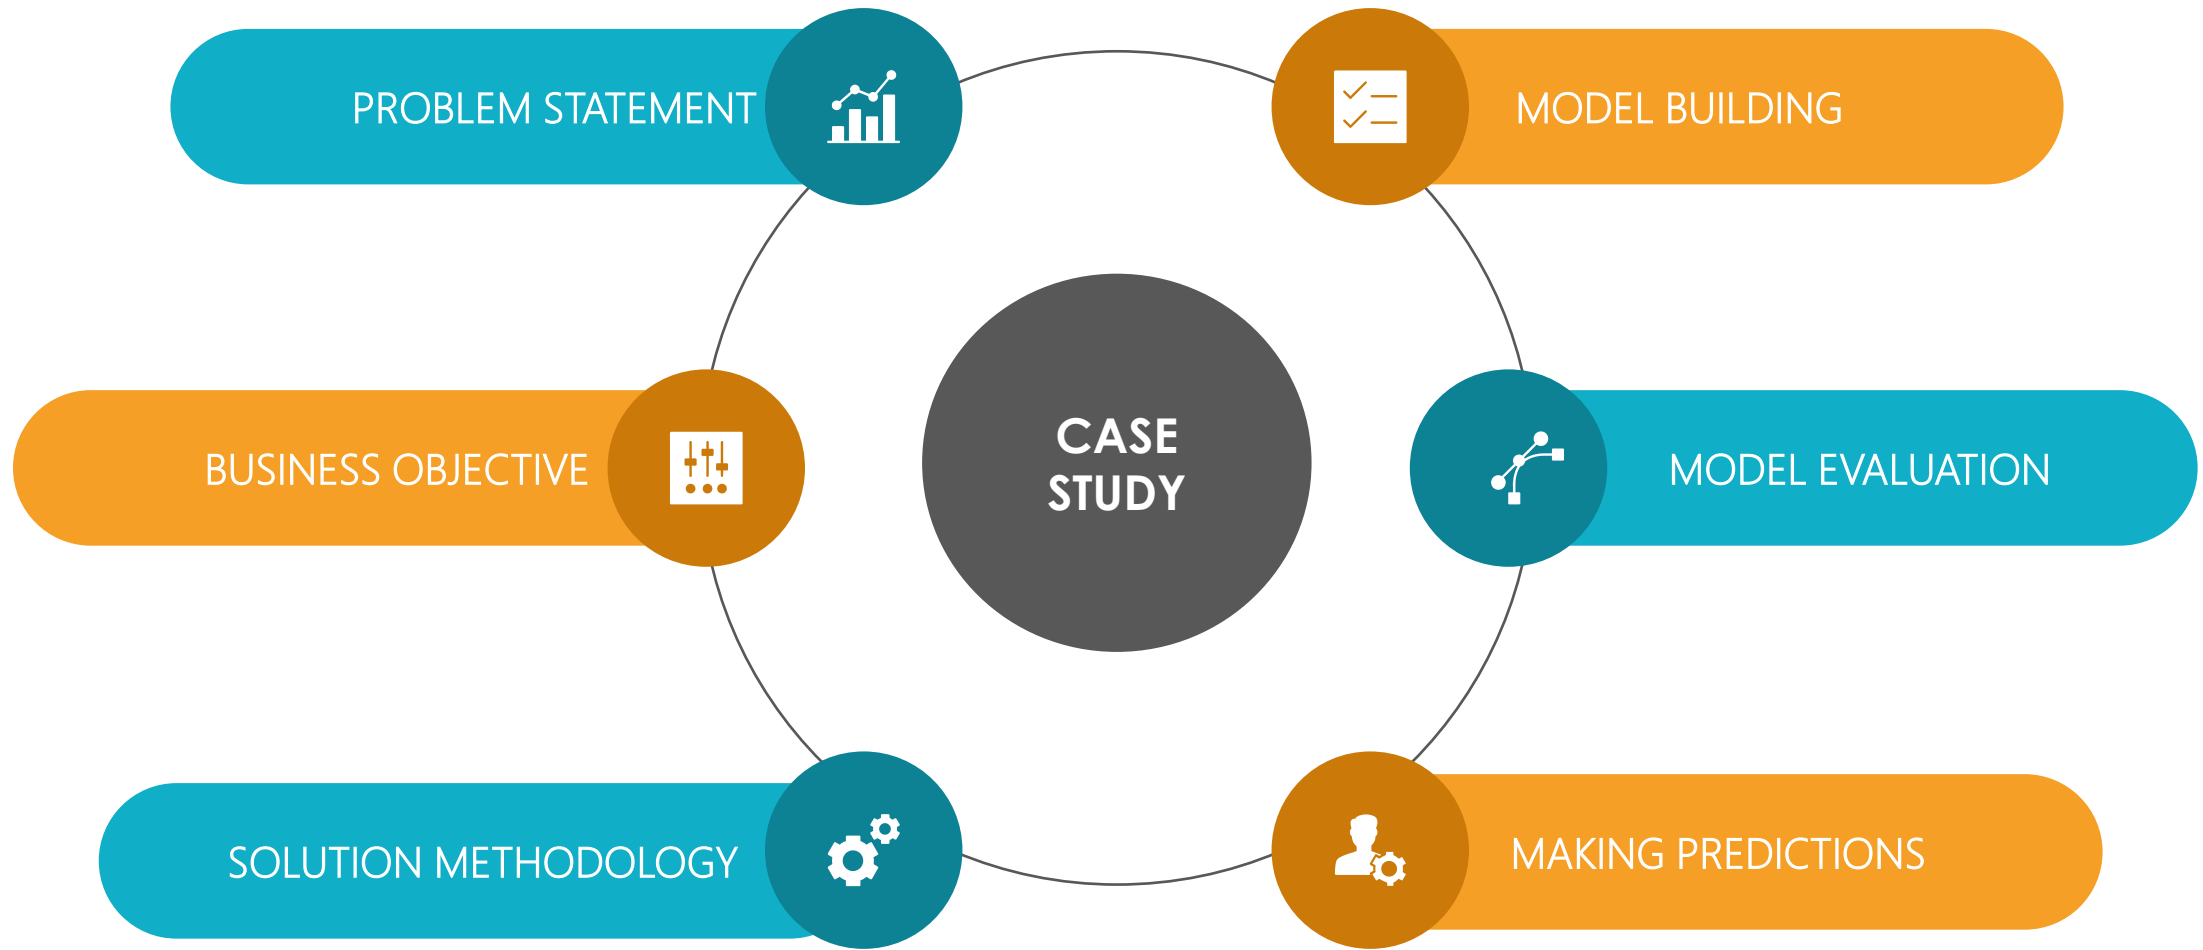 PROBLEM STATEMENT
BUSINESS OBJECTIVE
SOLUTION METHODOLOGY
CASE
STUDY
MODEL BUILDING
MODEL EVALUATION
MAKING PREDICTIONS